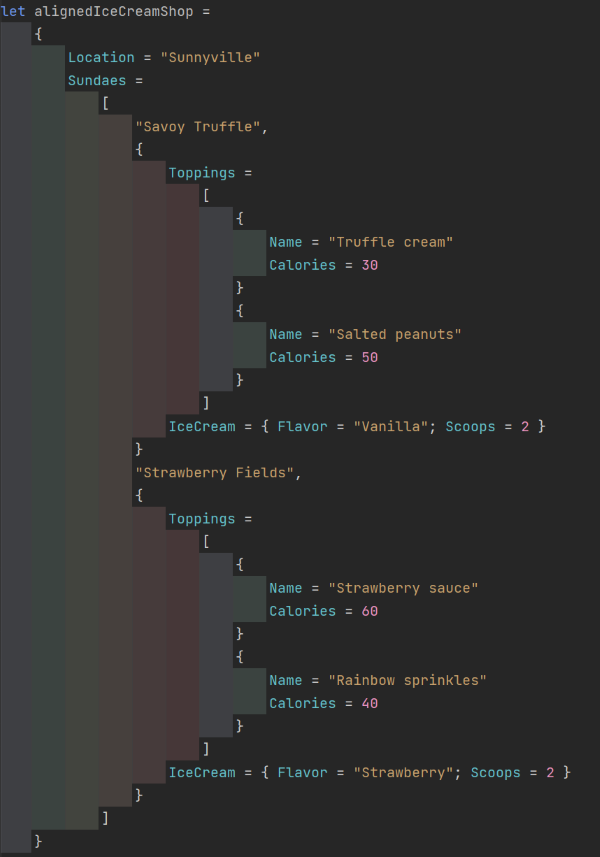 let alignedIceCreamShop =
    {
        Location = "Sunnyville"
        Sundaes =
            [
                "Savoy Truffle",
                {
                    Toppings =
                        [
                            {
                                Name = "Truffle cream"
                                Calories = 30
                            }
                            {
                                Name = "Salted peanuts"
                                Calories = 50
                            }
                        ]
                    IceCream = { Flavor = "Vanilla"; Scoops = 2 }
                }
                "Strawberry Fields",
                {
                    Toppings =
                        [
                            {
                                Name = "Strawberry sauce"
                                Calories = 60
                            }
                            {
                                Name = "Rainbow sprinkles"
                                Calories = 40
                            }
                        ]
                    IceCream = { Flavor = "Strawberry"; Scoops = 2 }
                }
            ]
    }